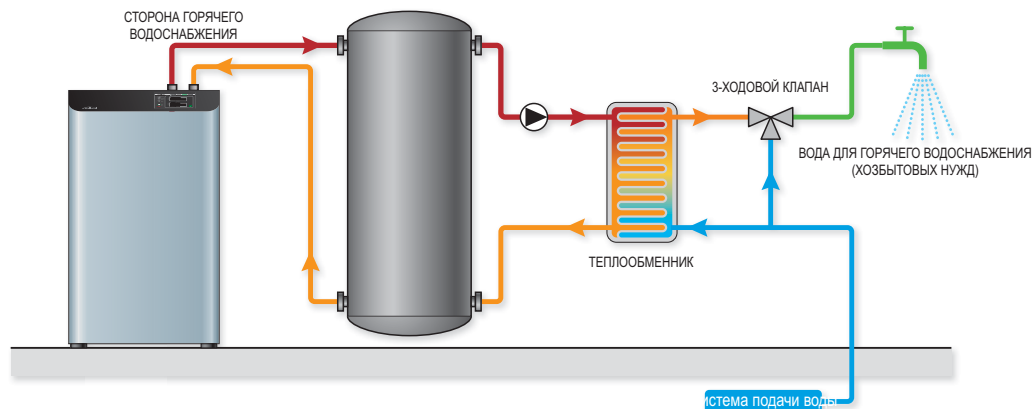 СТОРОНА ГОРЯЧЕГО
ВОДОСНАБЖЕНИЯ
3-ХОДОВОЙ КЛАПАН
ВОДА ДЛЯ ГОРЯЧЕГО ВОДОСНАБЖЕНИЯ
(ХОЗБЫТОВЫХ НУЖД)
ТЕПЛООБМЕННИК
истема подачи воды